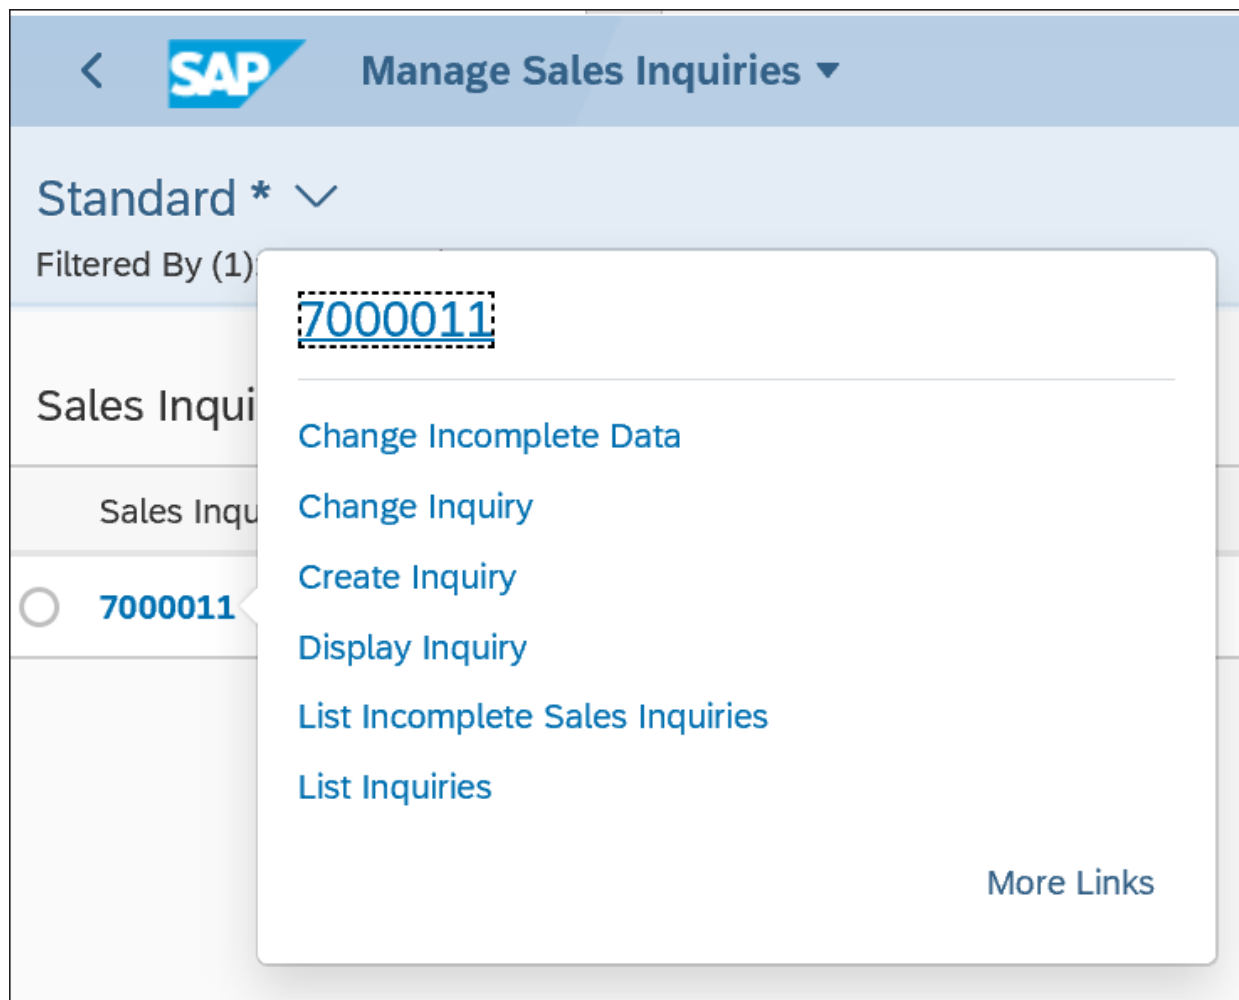 SAP Manage Sales Inquiries
Standard *
Filtered By (1):
7000011
Sales Inqui
Change Incomplete Data
Change Inquiry
Sales Inqu
Create Inquiry
7000011
Display Inquiry
List Incomplete Sales Inquiries
List Inquiries
More Links